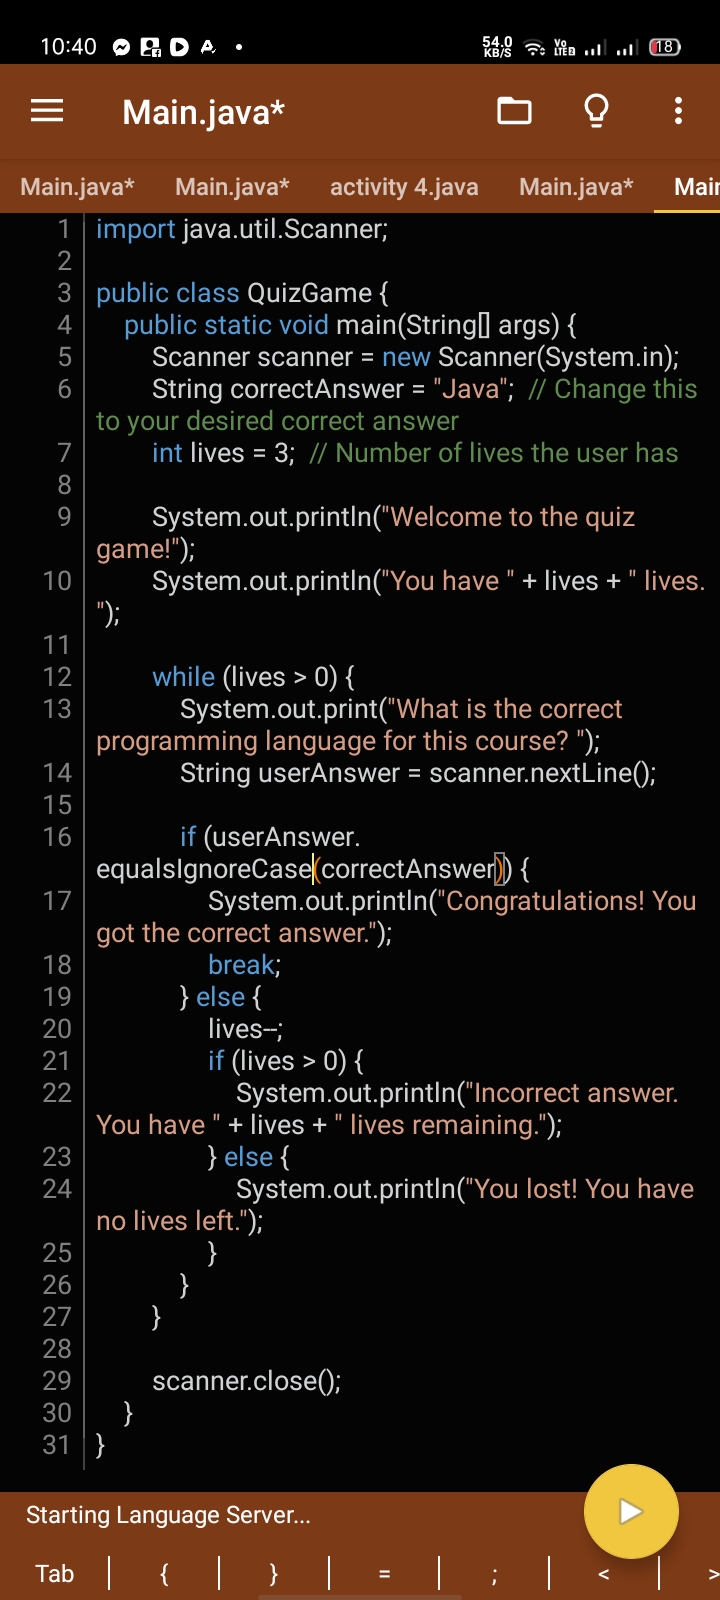 10:40
54.0 KB/S Vo LTE 2 18
Main.java*
Main.java* Main.java* activity 4.java Main.java* Main
1 import java.util.Scanner;
2
3 public class QuizGame {
4 public static void main(String[] args) {
5 Scanner scanner = new Scanner(System.in);
6 String correctAnswer = "Java"; // Change this
to your desired correct answer
7 int lives = 3; // Number of lives the user has
8
9 System.out.println("Welcome to the quiz
game!");
10 System.out.println("You have " + lives + " lives.
");
11
12 while (lives > 0) {
13 System.out.print("What is the correct
programming language for this course? ");
14 String userAnswer = scanner.nextLine();
15
16 if (userAnswer.
equalsIgnoreCase(correctAnswer)) {
17 System.out.println("Congratulations! You
got the correct answer.");
18 break;
19 } else {
20 lives--;
21 if (lives > 0) {
22 System.out.println("Incorrect answer.
You have " + lives + " lives remaining.");
23 } else {
24 System.out.println("You lost! You have
no lives left.");
25 }
26 }
27 }
28
29 scanner.close();
30 }
31 }
Starting Language Server...
Tab { } = ; < >